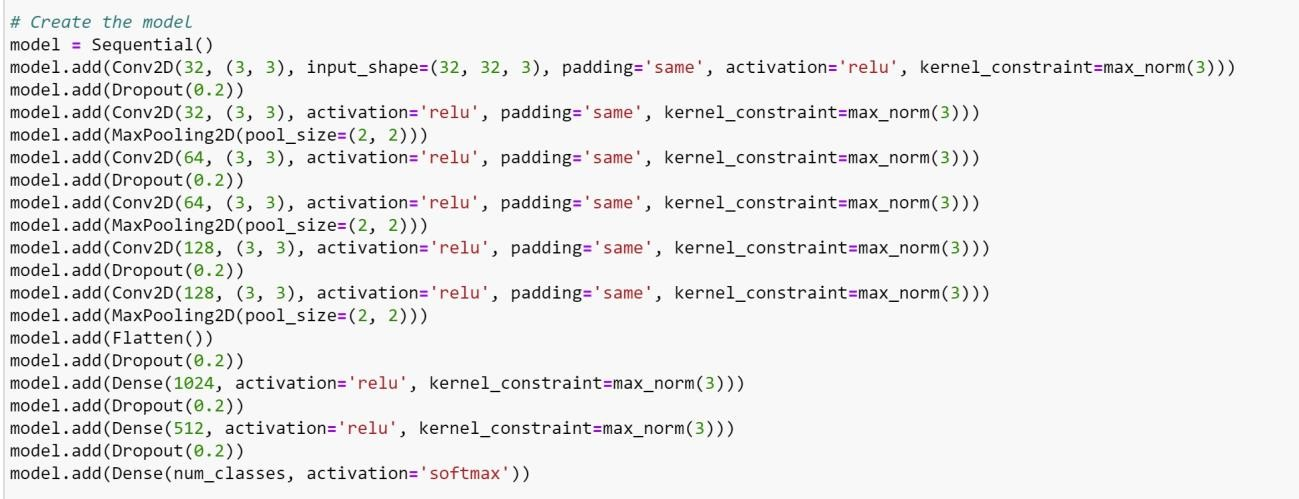 # Create the model
model = Sequential()
model.add(Conv2D(32, (3, 3), input_shape=(32, 32, 3), padding='same', activation='relu', kernel_constraint=max_norm(3)))
model.add(Dropout(0.2))
model.add(Conv2D(32, (3, 3), activation='relu', padding='same', kernel_constraint=max_norm(3)))
model.add(MaxPooling2D(pool_size=(2, 2)))
model.add(Conv2D(64, (3, 3), activation='relu', padding='same', kernel_constraint=max_norm(3)))
model.add(Dropout(0.2))
model.add(Conv2D(64, (3, 3), activation='relu', padding='same', kernel_constraint=max_norm(3)))
model.add(MaxPooling2D(pool_size=(2, 2)))
model.add(Conv2D(128, (3, 3), activation='relu', padding='same', kernel_constraint=max_norm(3)))
model.add(Dropout(0.2))
model.add(Conv2D(128, (3, 3), activation='relu', padding='same', kernel_constraint=max_norm(3)))
model.add(MaxPooling2D(pool_size=(2, 2)))
model.add(Flatten())
model.add(Dropout(0.2))
model.add(Dense(1024, activation='relu', kernel_constraint=max_norm(3)))
model.add(Dropout(0.2))
model.add(Dense(512, activation='relu', kernel_constraint=max_norm(3)))
model.add(Dropout(0.2))
model.add(Dense(num_classes, activation='softmax'))